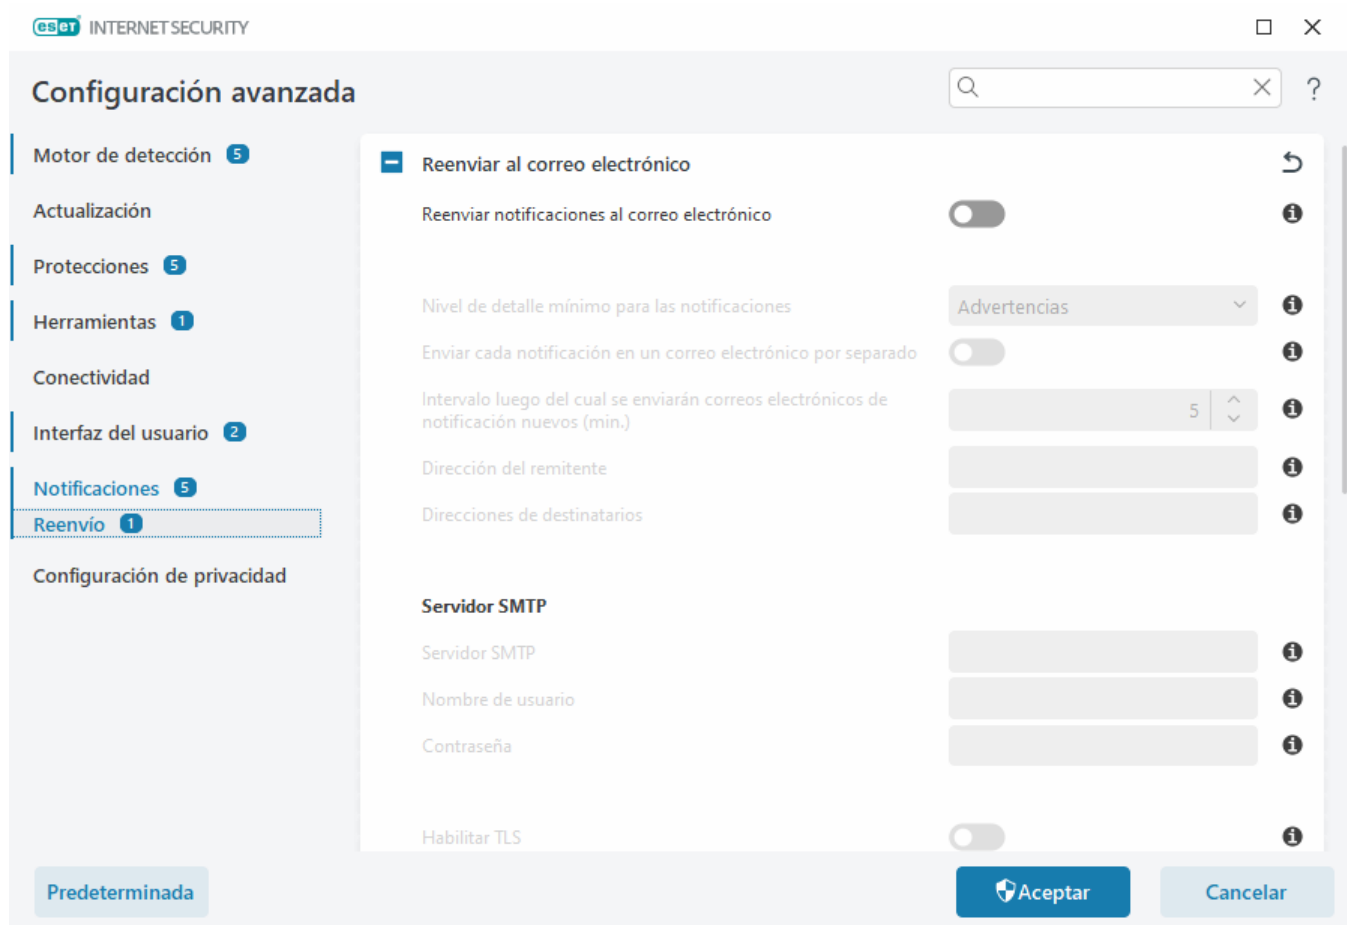 eset INTERNET SECURITY
Configuración avanzada
?
Motor de detección 5
Actualización
Protecciones 5
Herramientas 1
Conectividad
Interfaz del usuario 2
Notificaciones 5
Reenvío 1
Configuración de privacidad
Reenviar al correo electrónico
Reenviar notificaciones al correo electrónico
Nivel de detalle mínimo para las notificaciones
Advertencias
Enviar cada notificación en un correo electrónico por separado
Intervalo luego del cual se enviarán correos electrónicos de
notificación nuevos (min.)
5
Dirección del remitente
Direcciones de destinatarios
Servidor SMTP
Servidor SMTP
Nombre de usuario
Contraseña
Habilitar TLS
Predeterminada
Aceptar
Cancelar